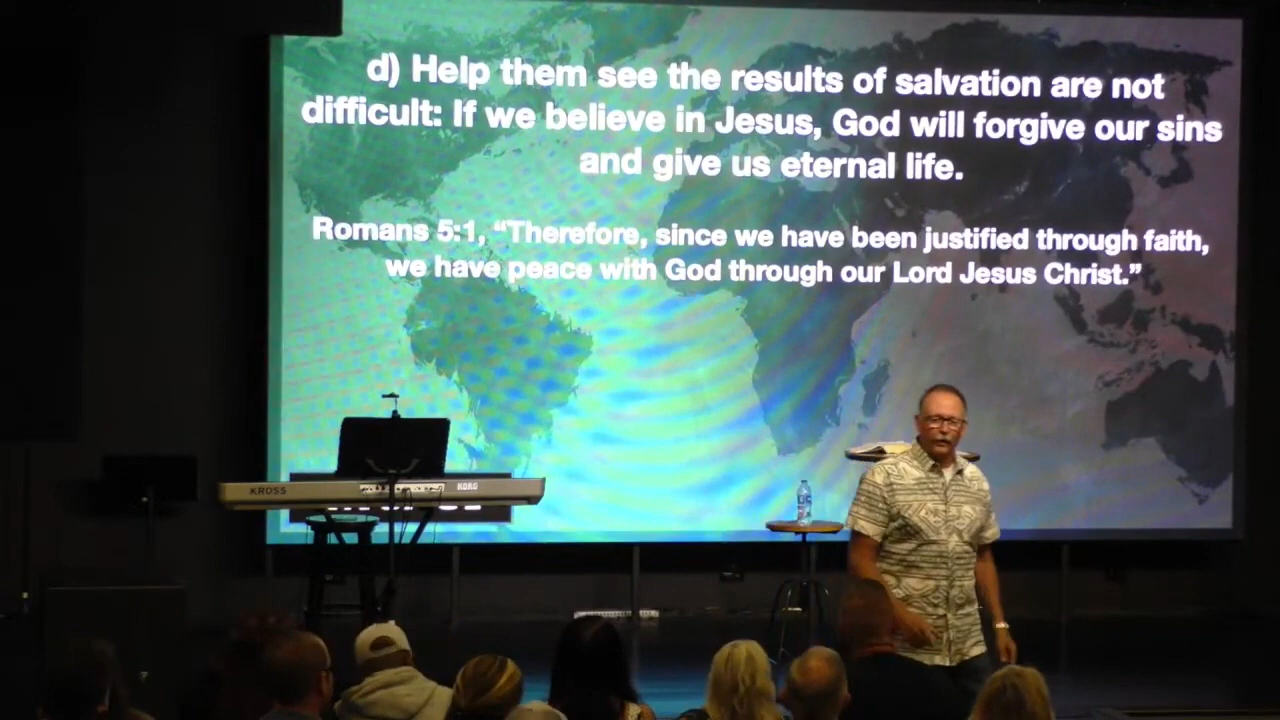 d) Help them see the results of salvation are not
difficult: If we believe in Jesus, God will forgive our sins
and give us eternal life.
Romans 5:1, “Therefore, since we have been justified through faith,
we have peace with God through our Lord Jesus Christ.”
KROSS KORG